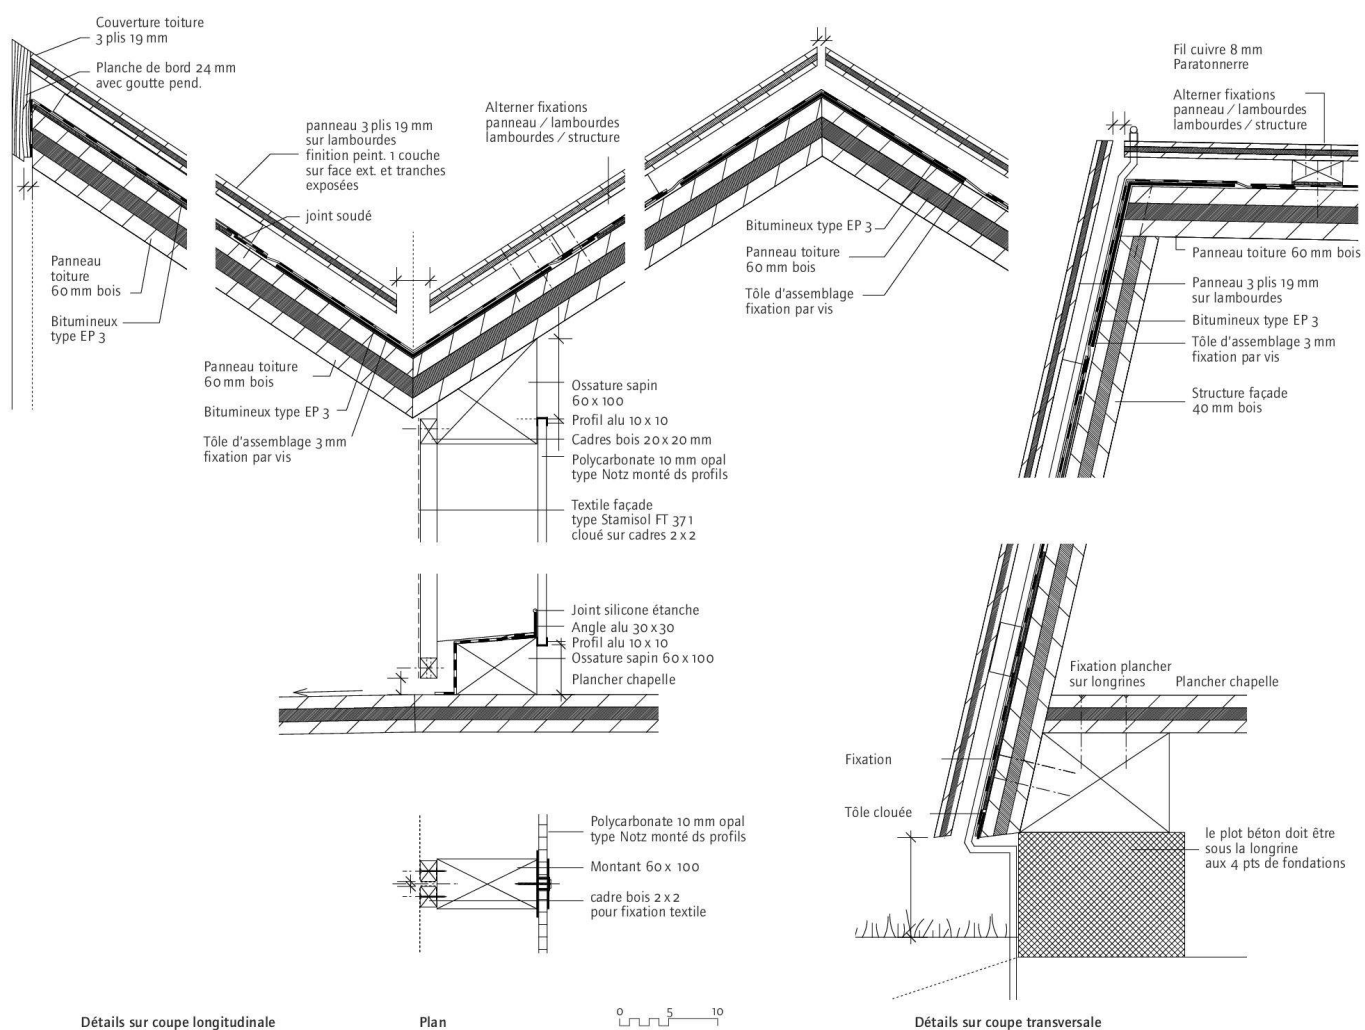 Couverture toiture
3 plis 19 mm
Planche de bord 24 mm
avec goutte pend.
Panneau
toiture
60 mm bois
Bitumineux
type EP 3
panneau 3 plis 19 mm
sur lambourdes
finition peint. 1 couche
sur face ext. et tranches
exposées
joint soudé
Panneau toiture
60 mm bois
Bitumineux type EP 3
Tôle d'assemblage 3 mm
fixation par vis
Alterner fixations
panneau / lambourdes
lambourdes / structure
Ossature sapin
60 x 100
Profil alu 10 x 10
Cadres bois 20 x 20 mm
Polycarbonate 10 mm opal
type Notz monté ds profils
Textile façade
type Stamisol FT 371
cloué sur cadres 2 x 2
Joint silicone étanche
Angle alu 30 x 30
Profil alu 10 x 10
Ossature sapin 60 x 100
Plancher chapelle
Bitumineux type EP 3
Panneau toiture
60 mm bois
Tôle d'assemblage
fixation par vis
Fil cuivre 8 mm
Paratonnerre
Alterner fixations
panneau / lambourdes
lambourdes / structure
Panneau toiture 60 mm bois
Panneau 3 plis 19 mm
sur lambourdes
Bitumineux type EP 3
Tôle d'assemblage 3 mm
fixation par vis
Structure façade
40 mm bois
Fixation plancher
sur longrines
Plancher chapelle
Fixation
Tôle clouée
le plot béton doit être
sous la longrine
aux 4 pts de fondations
Polycarbonate 10 mm opal
type Notz monté ds profils
Montant 60 x 100
cadre bois 2 x 2
pour fixation textile
Détails sur coupe longitudinale
Plan
0 5 10
Détails sur coupe transversale